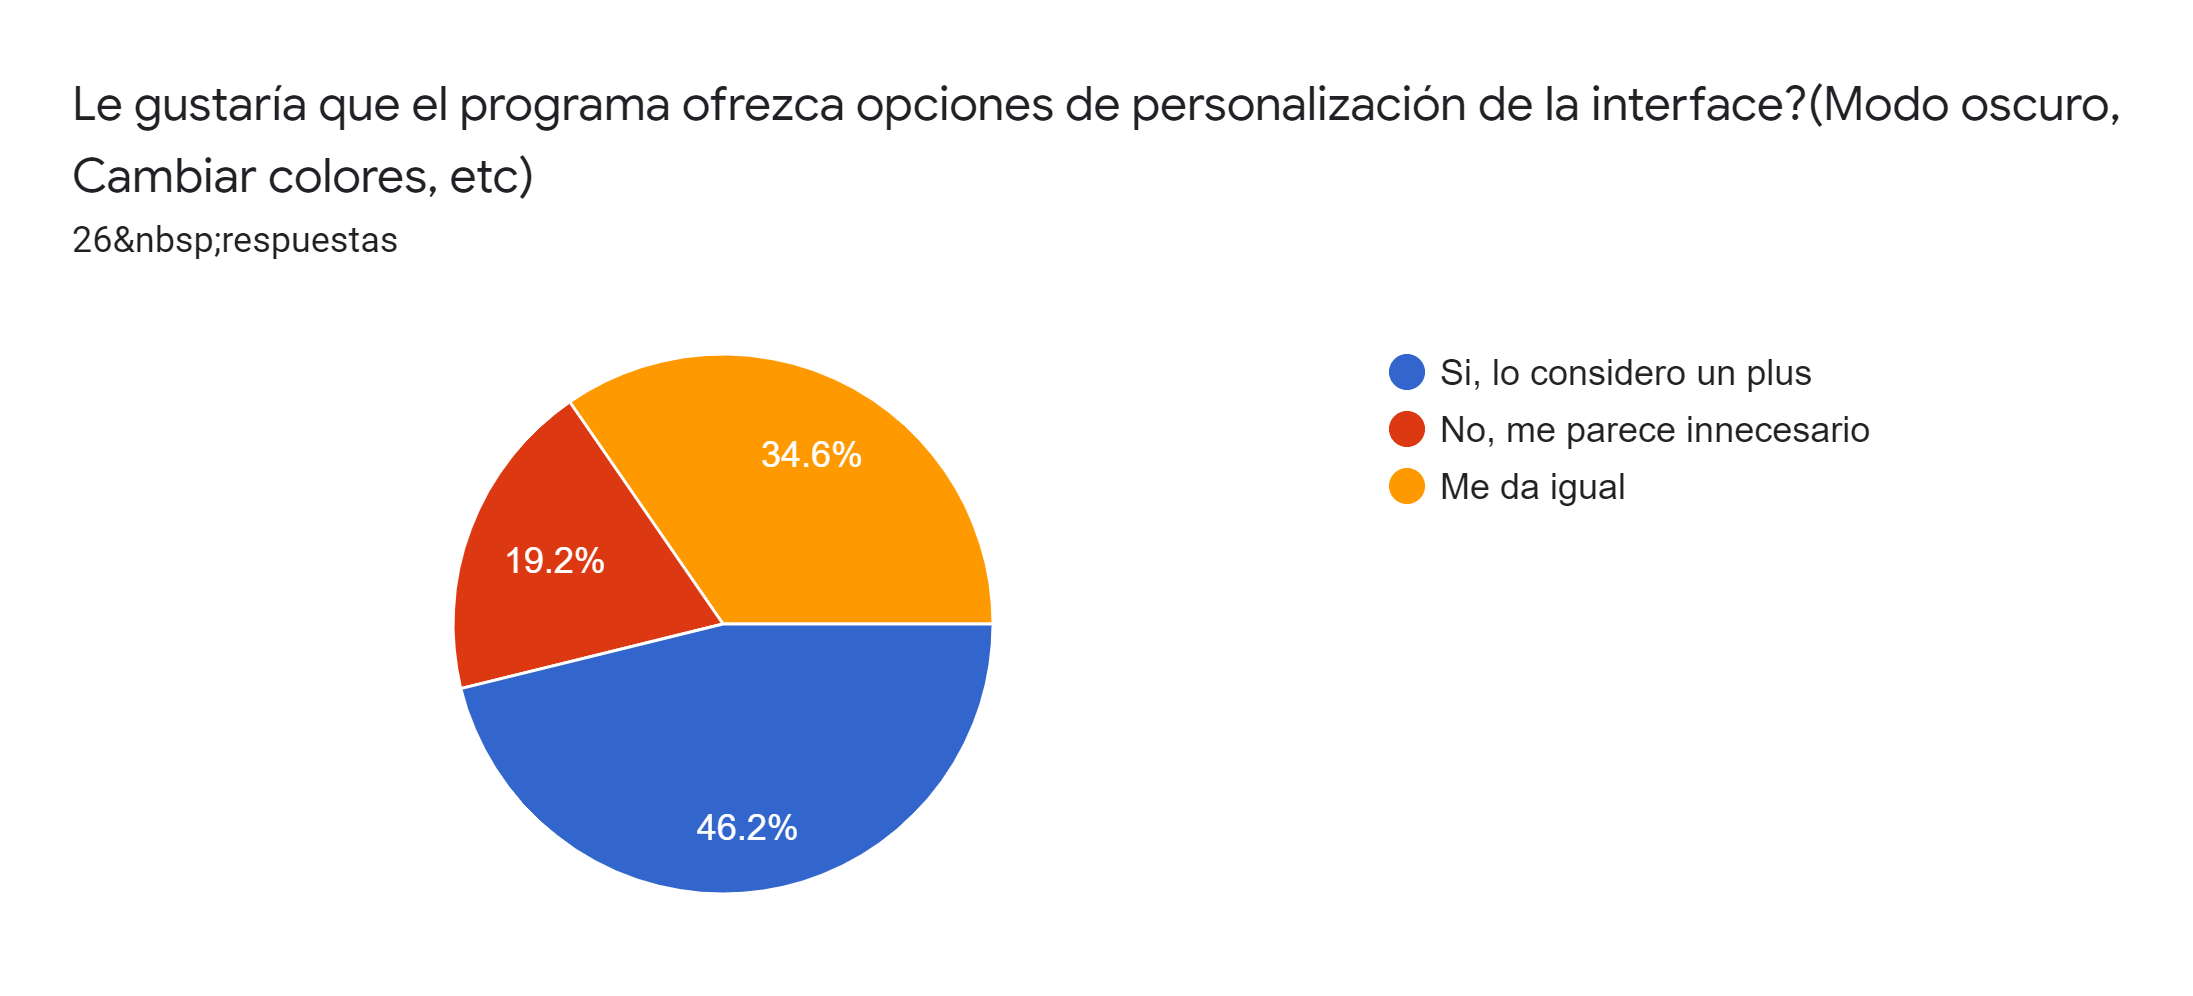 Le gustaría que el programa ofrezca opciones de personalización de la interface?(Modo oscuro,
Cambiar colores, etc)
26&nbsp;respuestas
Si, lo considero un plus
No, me parece innecesario
Me da igual
34.6%
19.2%
46.2%